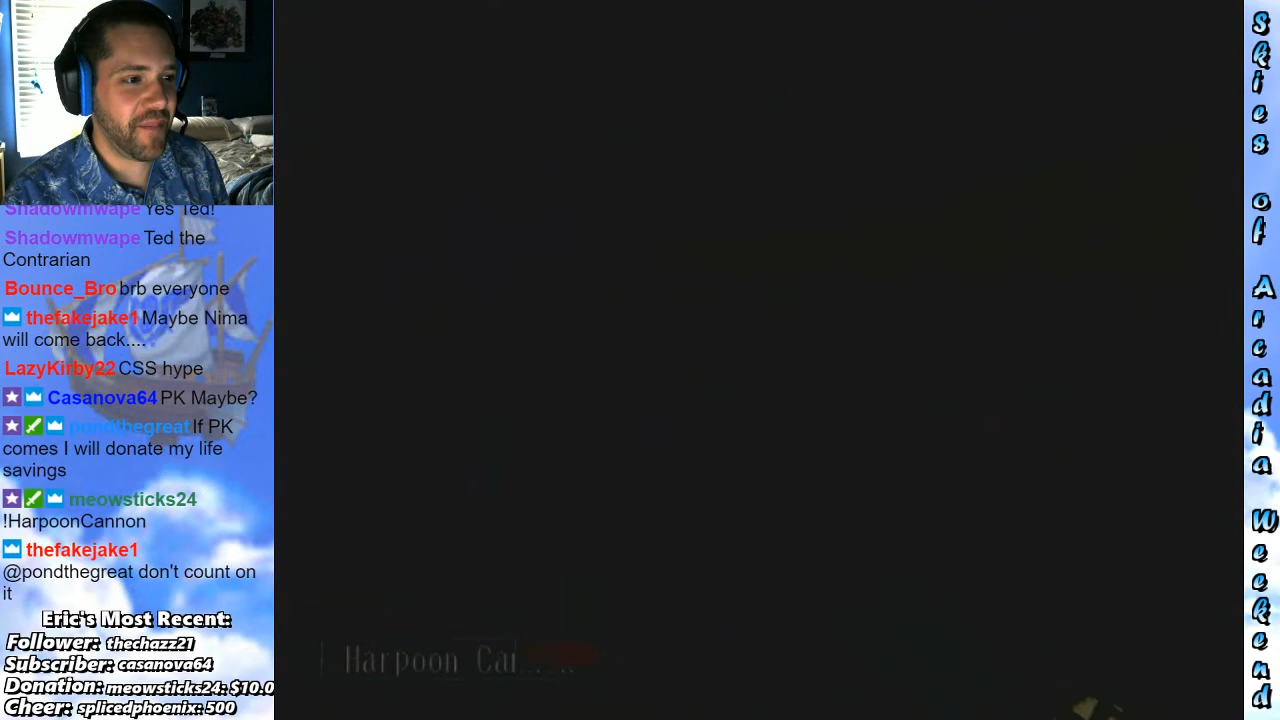 Shadowmwape Yes Ted!
Shadowmwape Ted the
Contrarian
Bounce_Bro brb everyone
thefakejake1 Maybe Nima
will come back....
LazyKirby22 CSS hype
Casanova64 PK Maybe?
pondthegreat If PK
comes I will donate my life
savings
meowsticks24
!HarpoonCannon
thefakejake1
@pondthegreat don't count on
it
Eric's Most Recent:
Follower: thechazz21
Subscriber: casanova64
Donation: meowsticks24: $10.0
Cheer: splicedphoenix: 500
Harpoon
Skies of Arcadia Weekend